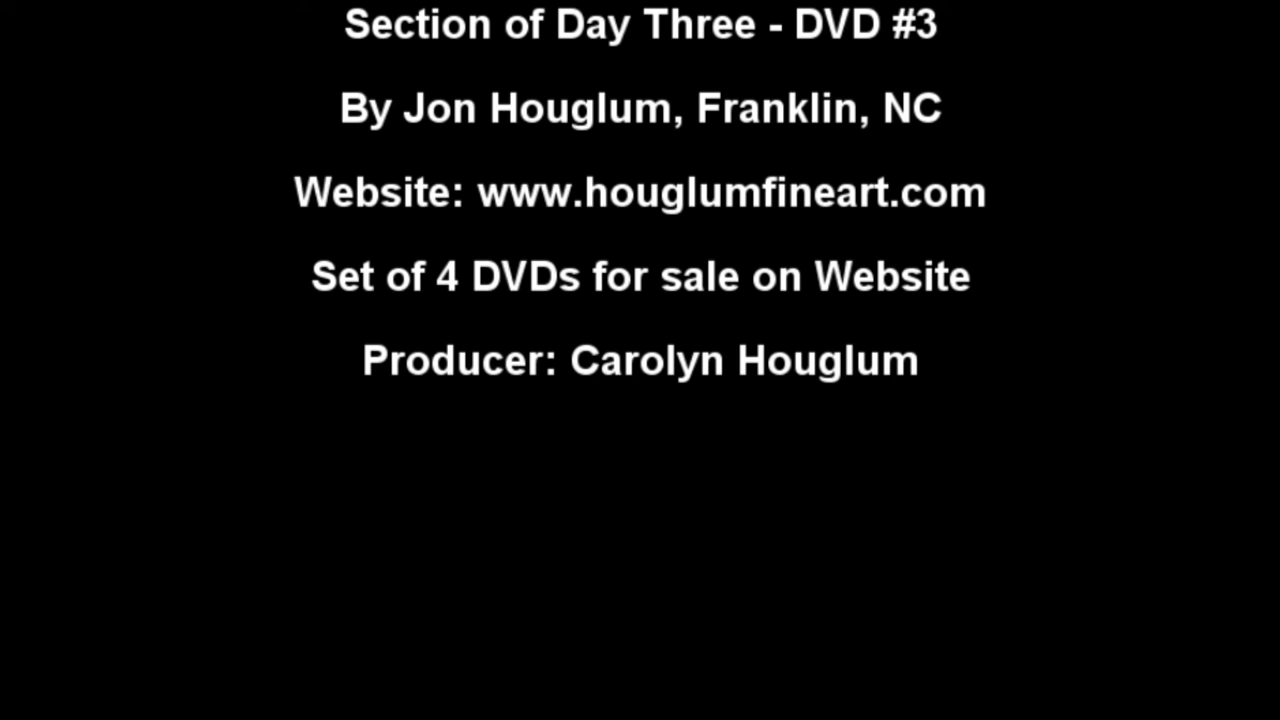 Section of Day Three - DVD #3
By Jon Houglum, Franklin, NC
Website: www.houglumfineart.com
Set of 4 DVDs for sale on Website
Producer: Carolyn Houglum